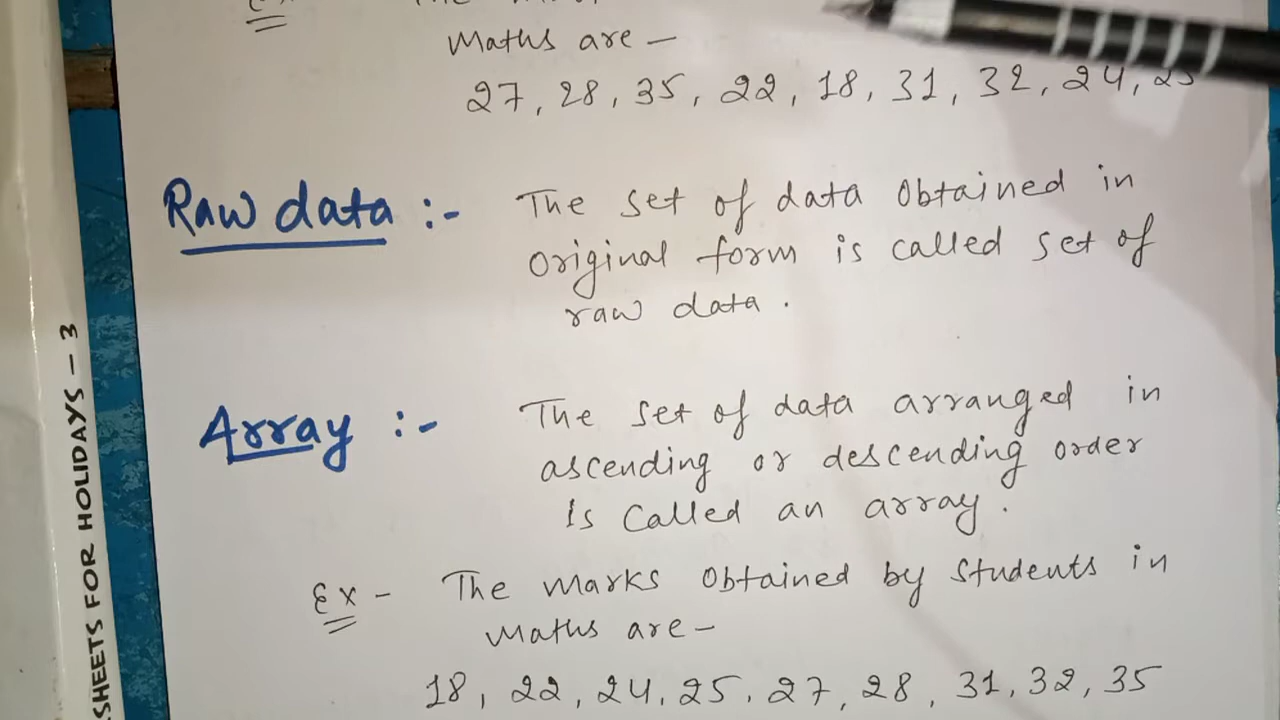 Maths are —
27, 28, 35, 22, 18, 31, 32, 24, 25
Raw data :- The set of data obtained in
original form is called set of
raw data .
Array :- The set of data arranged in
ascending or descending order
is called an array .
Ex - The marks obtained by students in
Maths are -
18, 22, 24, 25, 27, 28, 31, 32, 35
SHEETS FOR HOLIDAYS - 3